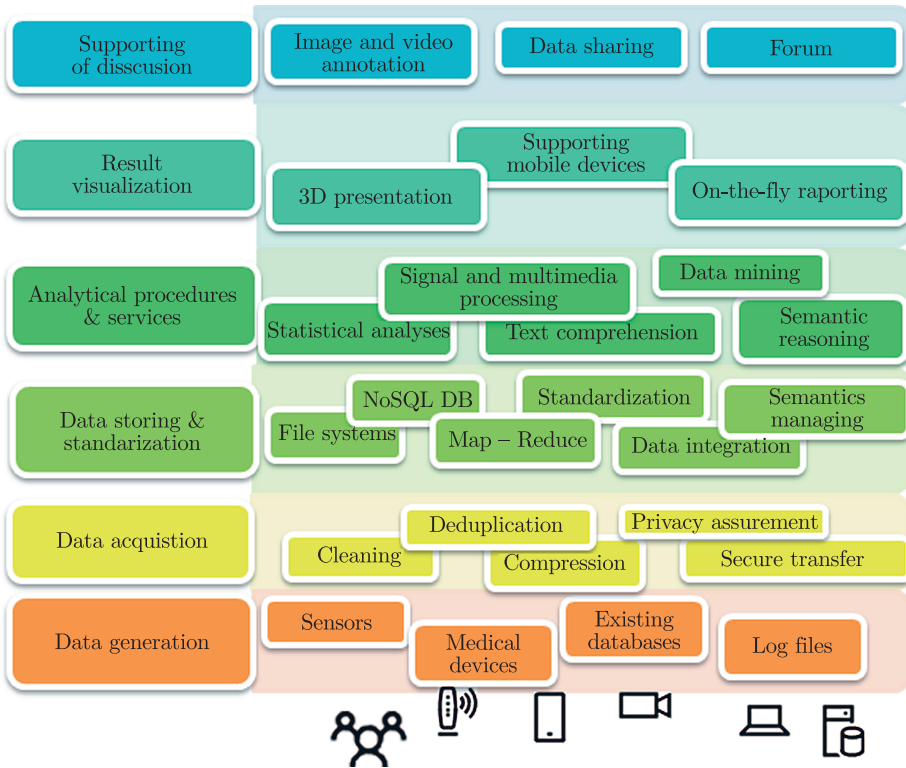 Supporting
of disscusion
Image and video
annotation
Data sharing
Forum
Result
visualization
Supporting
mobile devices
3D presentation
On-the-fly raporting
Analytical procedures
& services
Signal and multimedia
processing
Data mining
Statistical analyses
Text comprehension
Semantic
reasoning
Data storing &
standarization
NoSQL DB
Standardization
Semantics
managing
File systems
Map – Reduce
Data integration
Data acquistion
Deduplication
Privacy assurement
Cleaning
Compression
Secure transfer
Data generation
Sensors
Medical
devices
Existing
databases
Log files